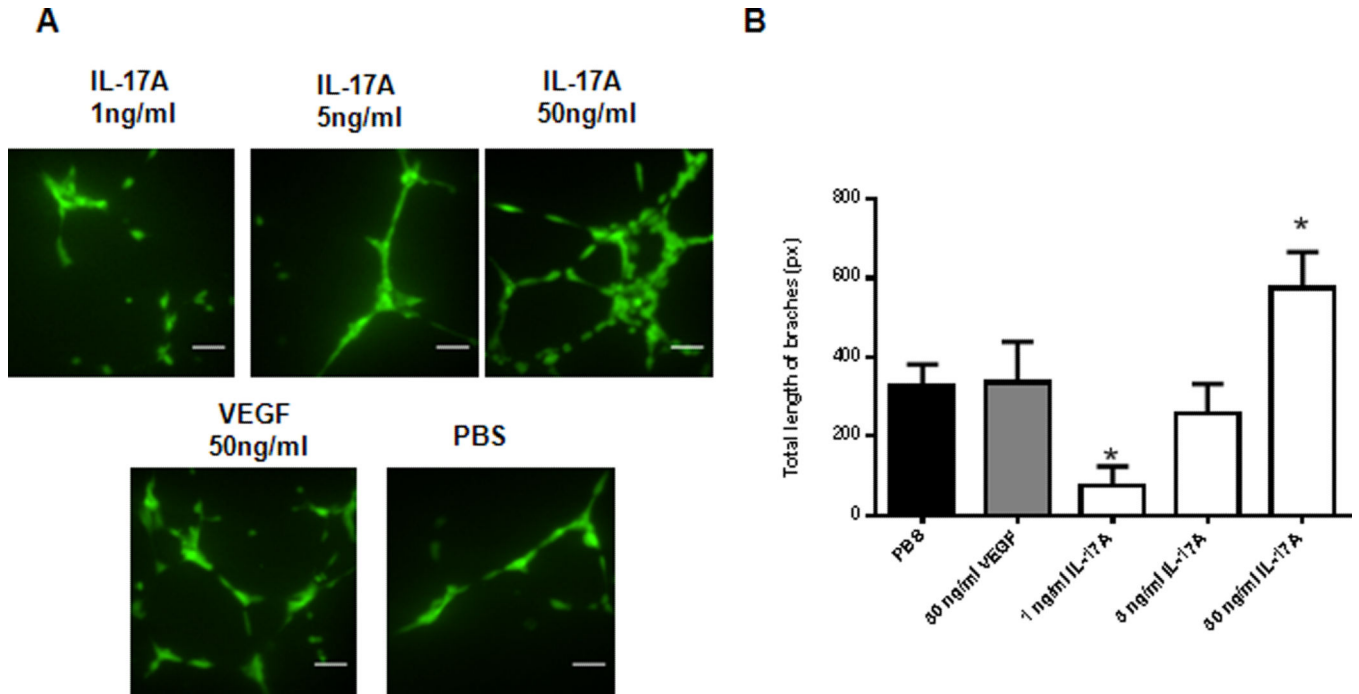 A
B
IL-17A
1ng/ml
IL-17A
5ng/ml
IL-17A
50ng/ml
VEGF
50ng/ml
PBS
Total length of braches (px)
800
600
400
200
0
*
*
PBS
50 ng/ml VEGF
1 ng/ml IL-17A
5 ng/ml IL-17A
50 ng/ml IL-17A